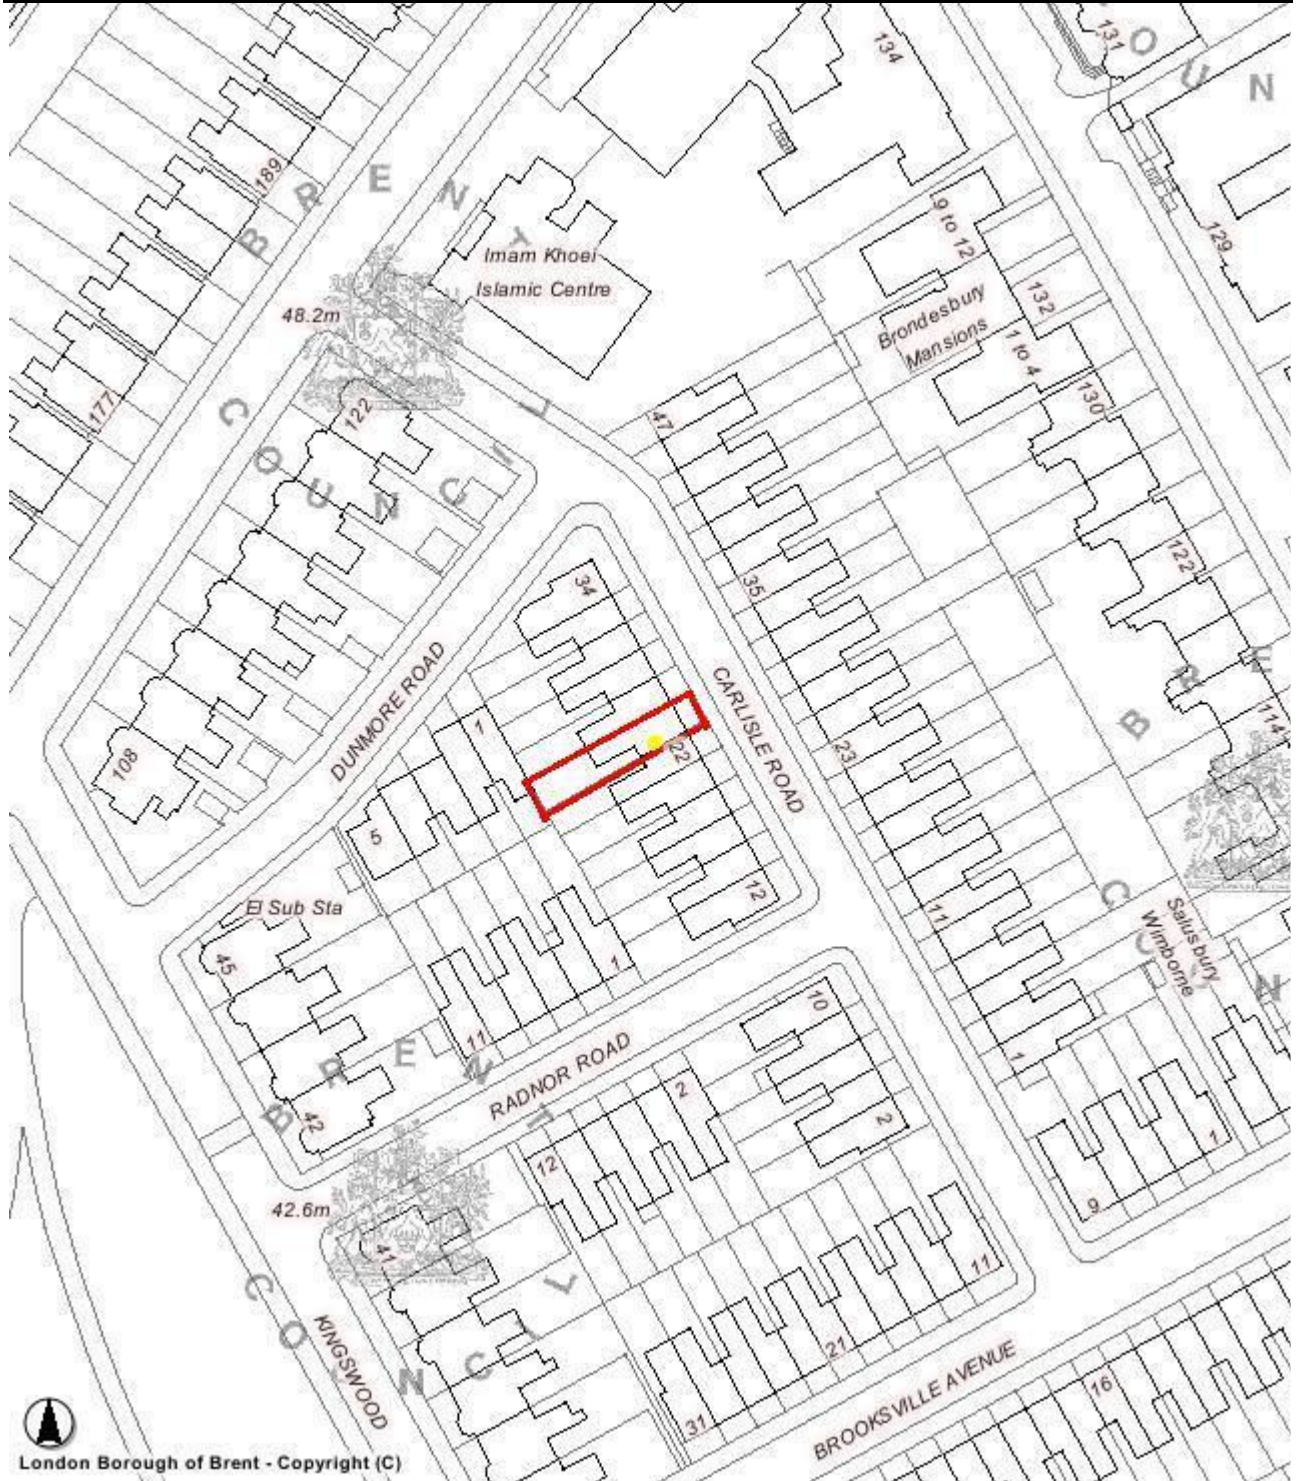 134
131
O U N
189
B R E N T
Imam Khoei
Islamic Centre
9 to 12
129
48.2m
132
Brondesbury
Mansions
1 to 4
177
122
C O U N C I L
47
130
35
122
34
DUNMORE ROAD
CARLISLE ROAD
B R E
114
1
22
23
108
5
12
El Sub Sta
11
Salusbury
Wimborne
C
O
N
45
1
11
10
B R E N T
RADNOR ROAD
42
1
2
2
12
1
9
42.6m
41
11
C O N C I L
KINGSWOOD
21
31
BROOKSVILLE AVENUE
16
London Borough of Brent - Copyright (C)